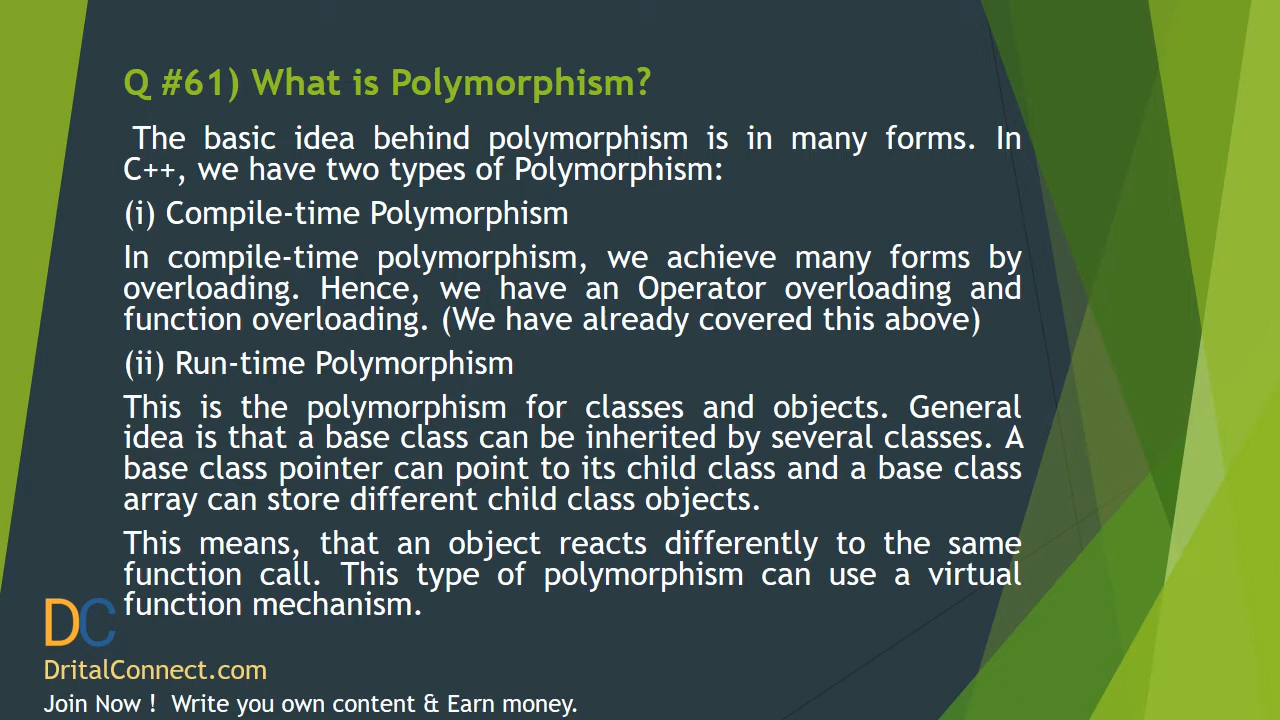 Q #61) What is Polymorphism?
The basic idea behind polymorphism is in many forms. In
C++, we have two types of Polymorphism:
(i) Compile-time Polymorphism
In compile-time polymorphism, we achieve many forms by
overloading. Hence, we have an Operator overloading and
function overloading. (We have already covered this above)
(ii) Run-time Polymorphism
This is the polymorphism for classes and objects. General
idea is that a base class can be inherited by several classes. A
base class pointer can point to its child class and a base class
array can store different child class objects.
This means, that an object reacts differently to the same
function call. This type of polymorphism can use a virtual
function mechanism.
DC
DritalConnect.com
Join Now ! Write you own content & Earn money.